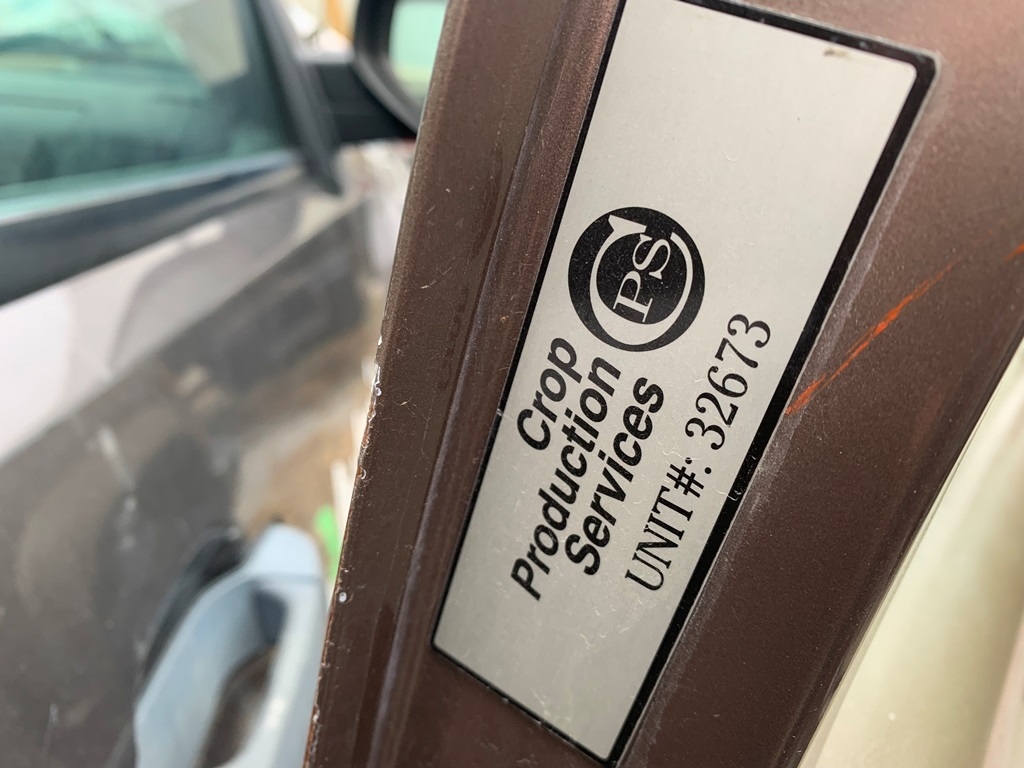 CPS
Crop
Production
Services
UNIT#: 32673